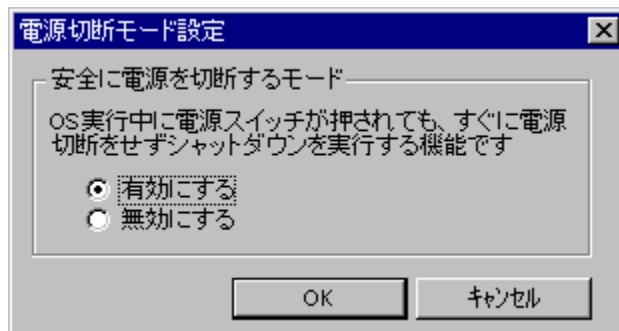 電源切断モード設定
安全に電源を切断するモード
OS実行中に電源スイッチが押されても、すぐに電源
切断をせずシャットダウンを実行する機能です
有効にする
無効にする
OK
ｷｬﾝｾﾙ